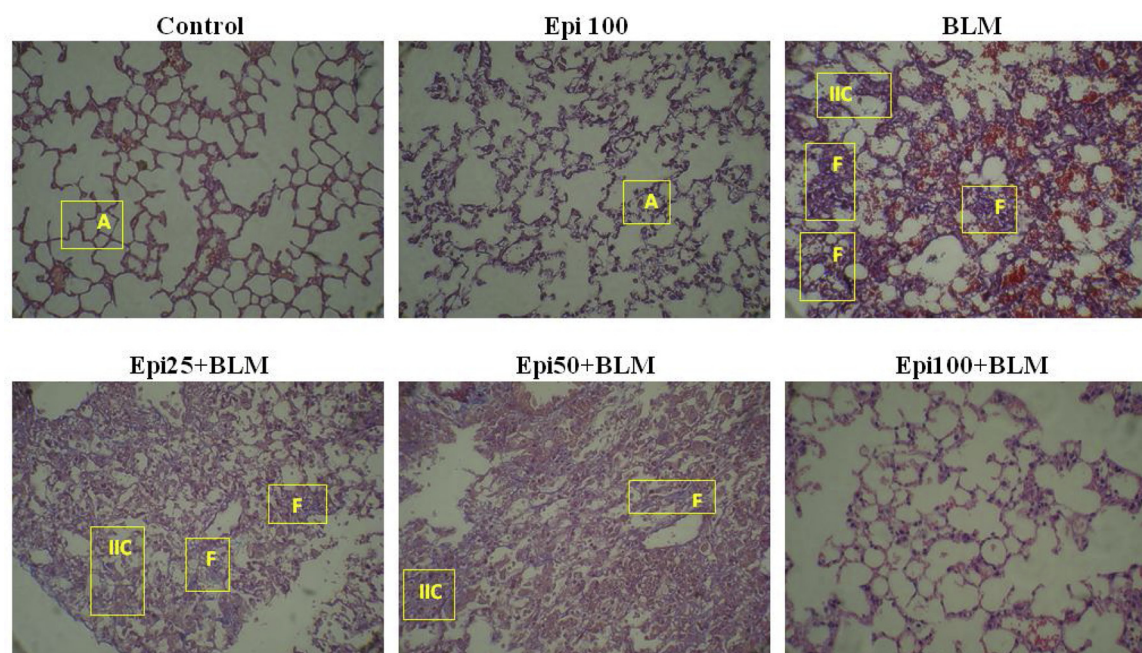 Control
Epi 100
BLM
A
A
IIC
F
F
F
Epi25+BLM
Epi50+BLM
Epi100+BLM
F
IIC
F
F
IIC